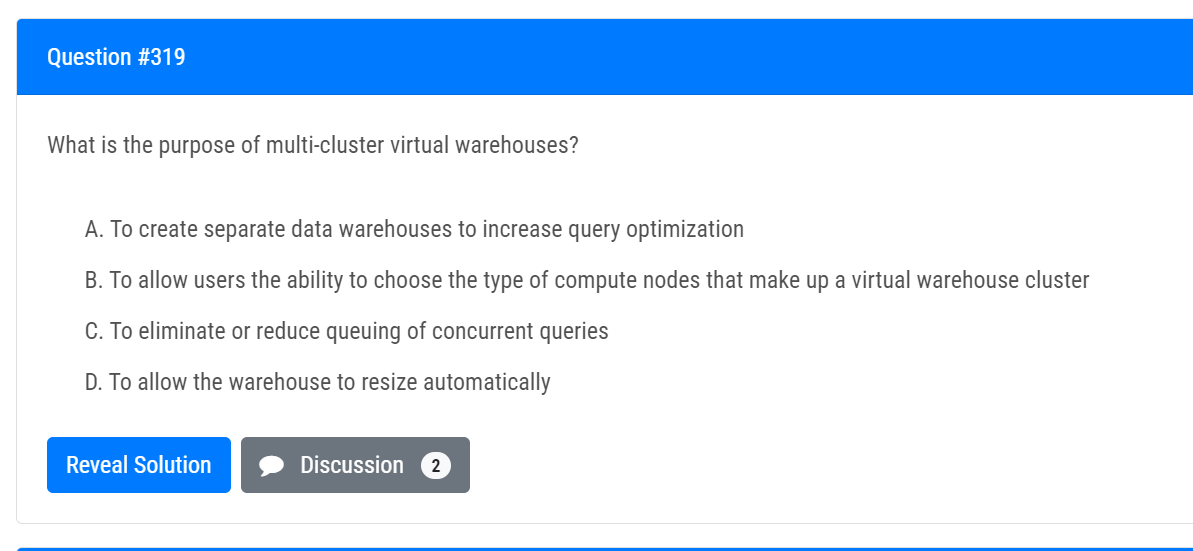 Question #319
What is the purpose of multi-cluster virtual warehouses?
A. To create separate data warehouses to increase query optimization
B. To allow users the ability to choose the type of compute nodes that make up a virtual warehouse cluster
C. To eliminate or reduce queuing of concurrent queries
D. To allow the warehouse to resize automatically
Reveal Solution Discussion 2